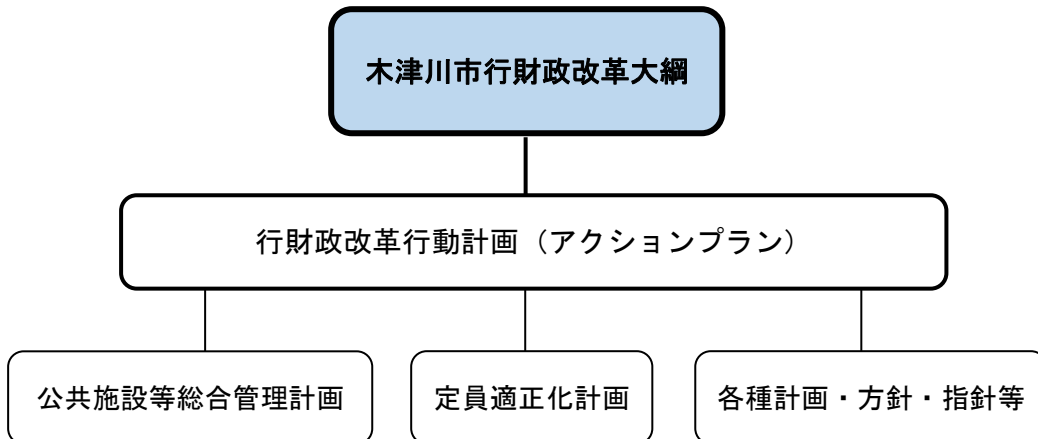 木津川市行財政改革大綱
行財政改革行動計画（アクションプラン）
公共施設等総合管理計画
定員適正化計画
各種計画・方針・指針等